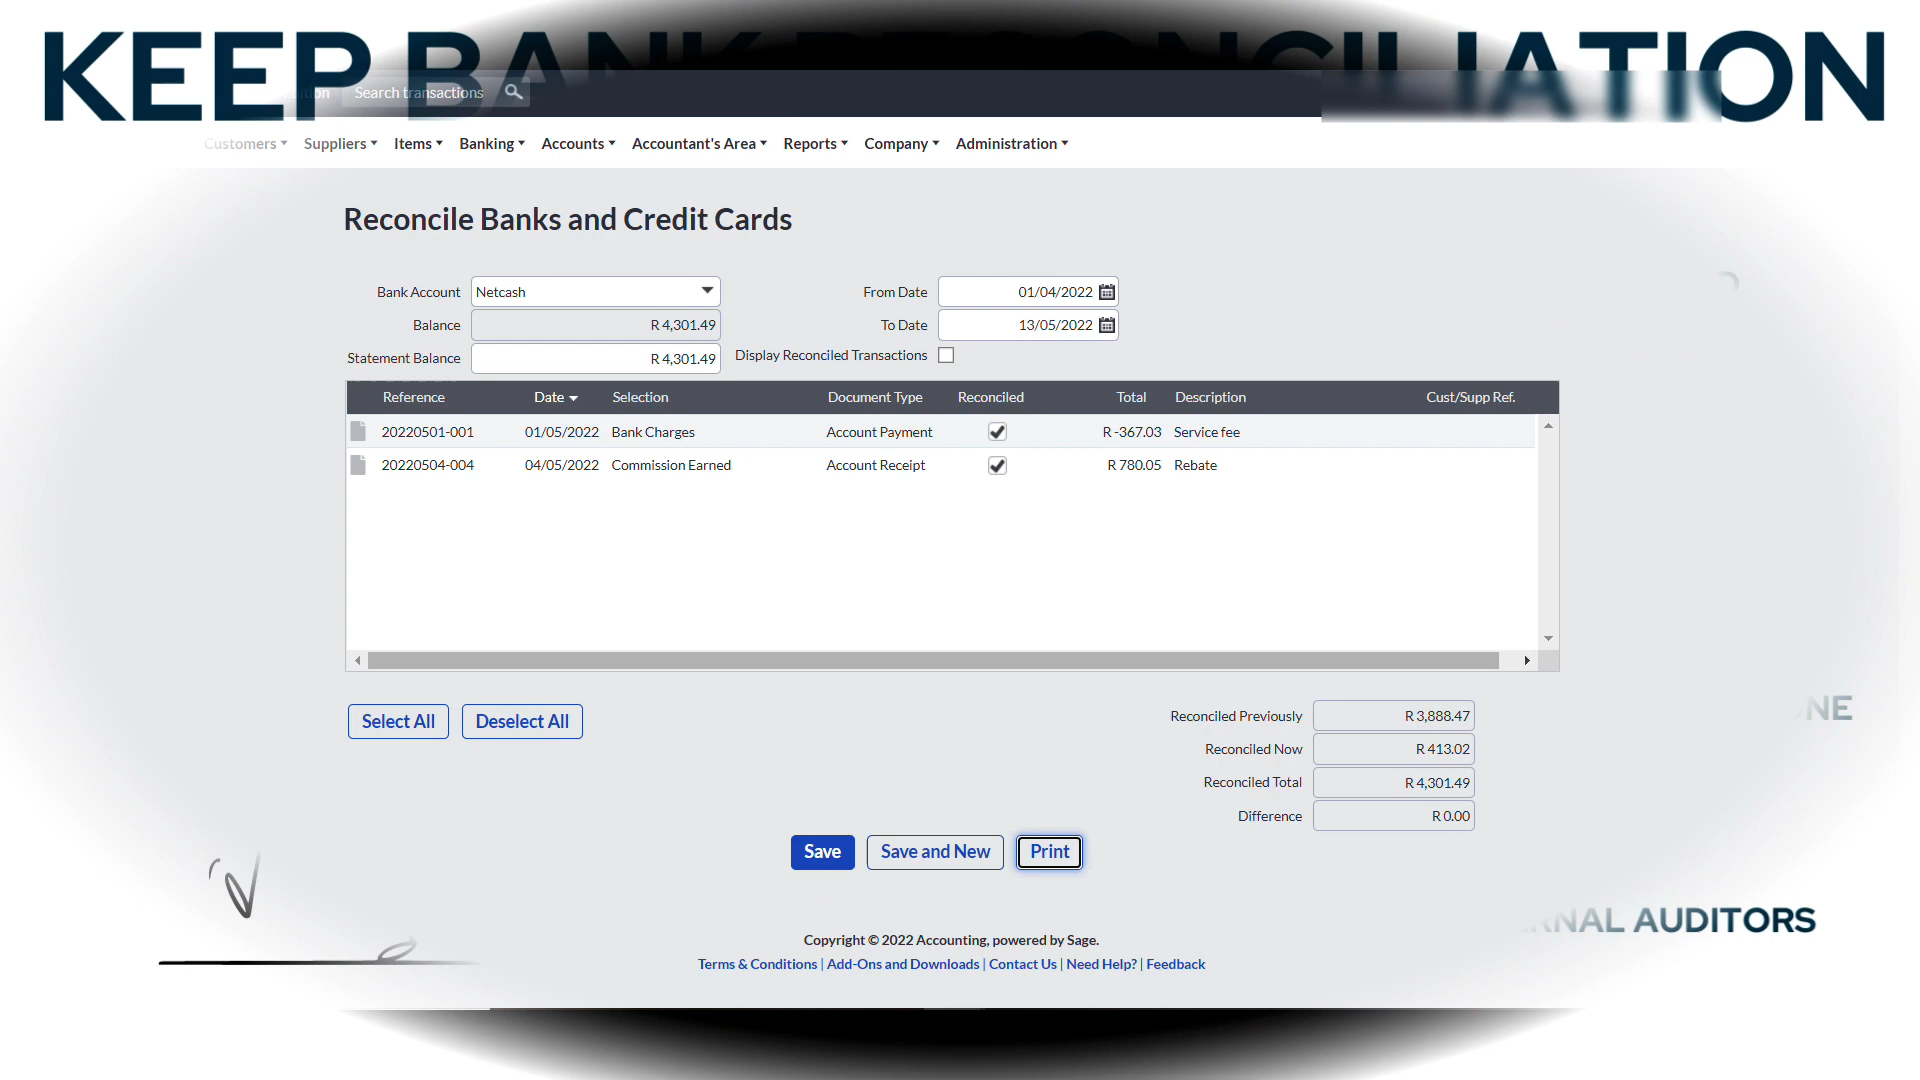 KEEP BANK RECONCILIATION
Search transactions
Customers Suppliers Items Banking Accounts Accountant's Area Reports Company Administration
Reconcile Banks and Credit Cards
Bank Account Netcash From Date 01/04/2022
Balance R 4,301.49 To Date 13/05/2022
Statement Balance R 4,301.49 Display Reconciled Transactions
Reference Date Selection Document Type Reconciled Total Description Cust/Supp Ref.
20220501-001 01/05/2022 Bank Charges Account Payment R -367.03 Service fee
20220504-004 04/05/2022 Commission Earned Account Receipt R 780.05 Rebate
Select All Deselect All
Reconciled Previously R 3,888.47
Reconciled Now R 413.02
Reconciled Total R 4,301.49
Difference R 0.00
Save Save and New Print
AUDITORS
Copyright © 2022 Accounting, powered by Sage.
Terms & Conditions | Add-Ons and Downloads | Contact Us | Need Help? | Feedback